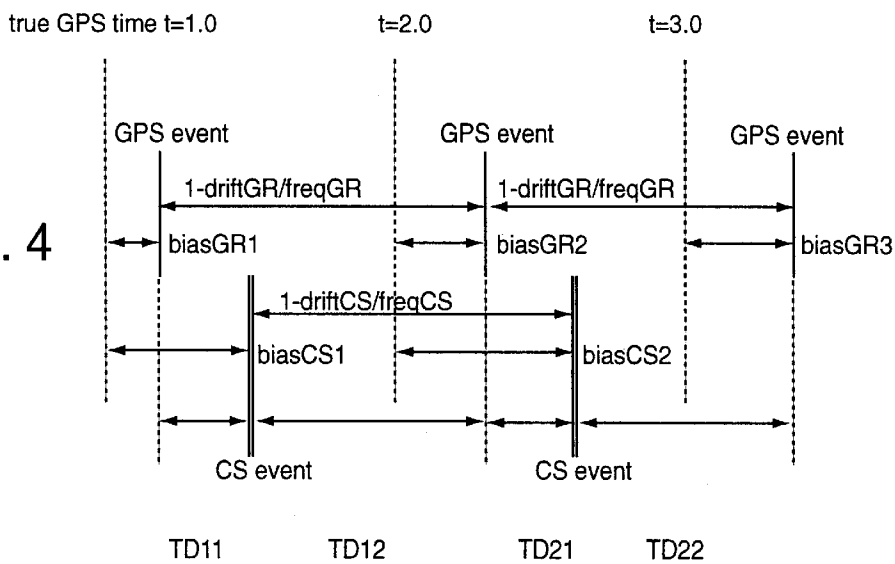 true GPS time t=1.0 t=2.0 t=3.0
GPS event GPS event GPS event
1-driftGR/freqGR 1-driftGR/freqGR
. 4
biasGR1 biasGR2 biasGR3
1-driftCS/freqCS
biasCS1 biasCS2
CS event CS event
TD11 TD12 TD21 TD22